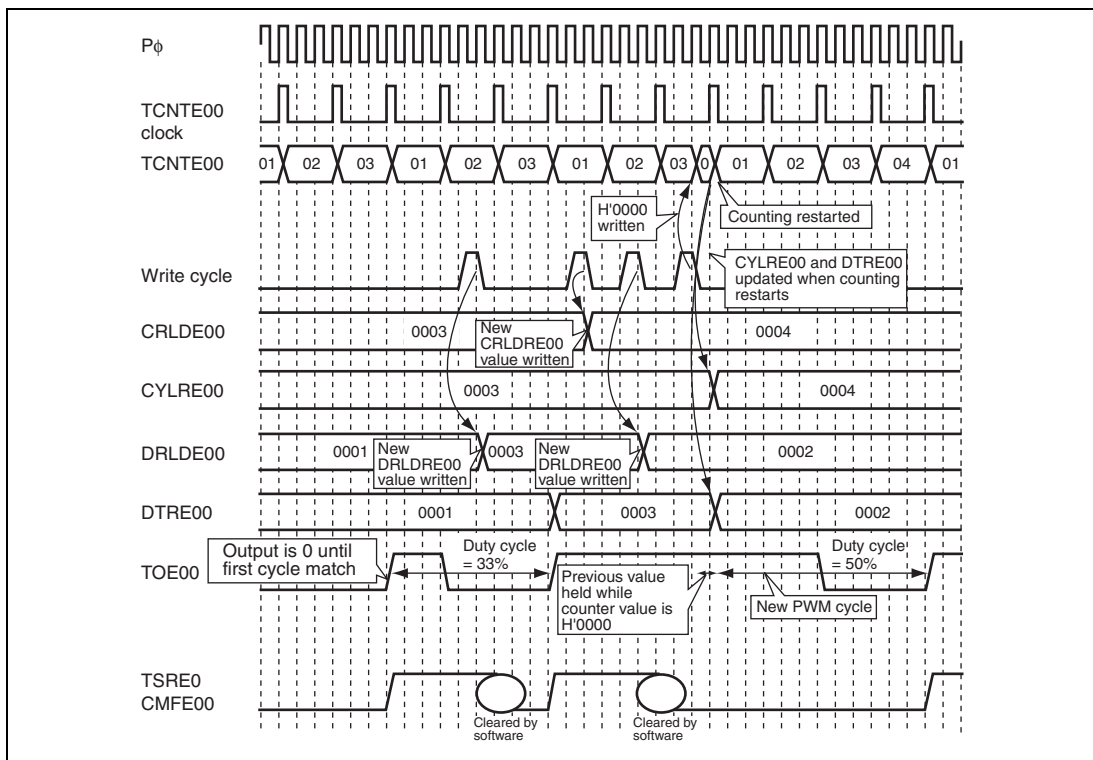 Pϕ
TCNTE00
clock
TCNTE00
01 02 03 01 02 03 01 02 03 0 01 02 03 04 01
H'0000
written
Counting restarted
Write cycle
CYLRE00 and DTRE00
updated when counting
restarts
CRLDE00
0003
New
CRLDRE00
value written
0004
CYLRE00
0003
0004
DRLDE00
0001
New
DRLDRE00
value written
0003
New
DRLDRE00
value written
0002
DTRE00
0001
0003
0002
TOE00
Output is 0 until
first cycle match
Duty cycle
= 33%
Previous value
held while
counter value is
H'0000
New PWM cycle
Duty cycle
= 50%
TSRE0
CMFE00
Cleared by
software
Cleared by
software